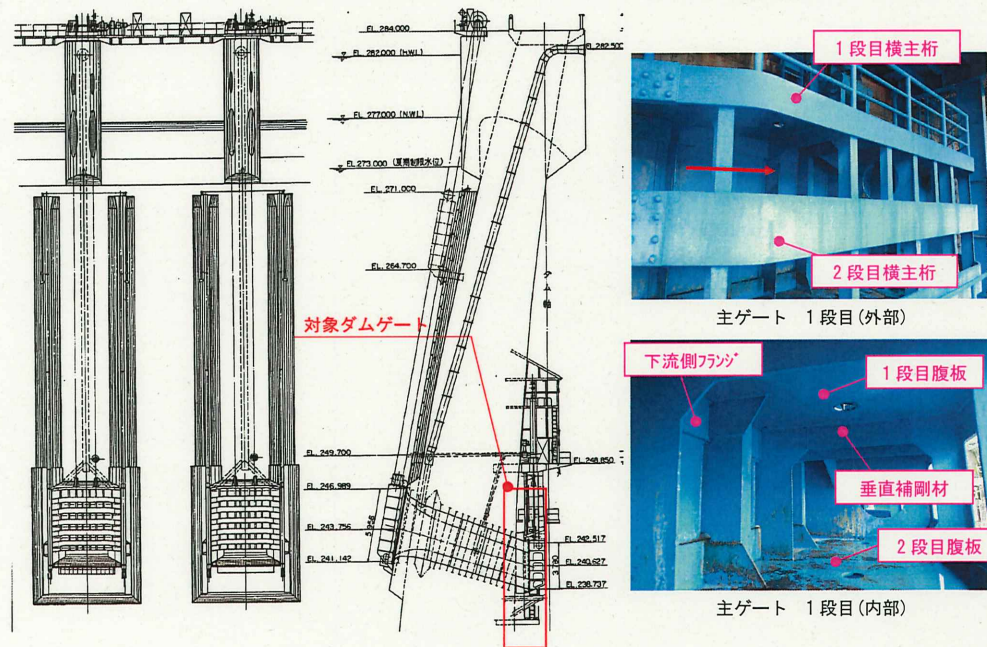 EL. 284.000
EL. 282.000 (H.W.L)
EL. 277.000 (N.W.L)
EL. 273.000 (夏期制限水位)
EL. 271.000
EL. 264.700
対象ダムゲート
EL. 249.700
EL. 246.989
EL. 243.756
EL. 241.142
ダム軸
EL. 248.850
EL. 242.517
EL. 240.627
EL. 238.737
1段目横主桁
2段目横主桁
主ゲート 1段目(外部)
下流側フランジ
1段目腹板
垂直補剛材
2段目腹板
主ゲート 1段目(内部)